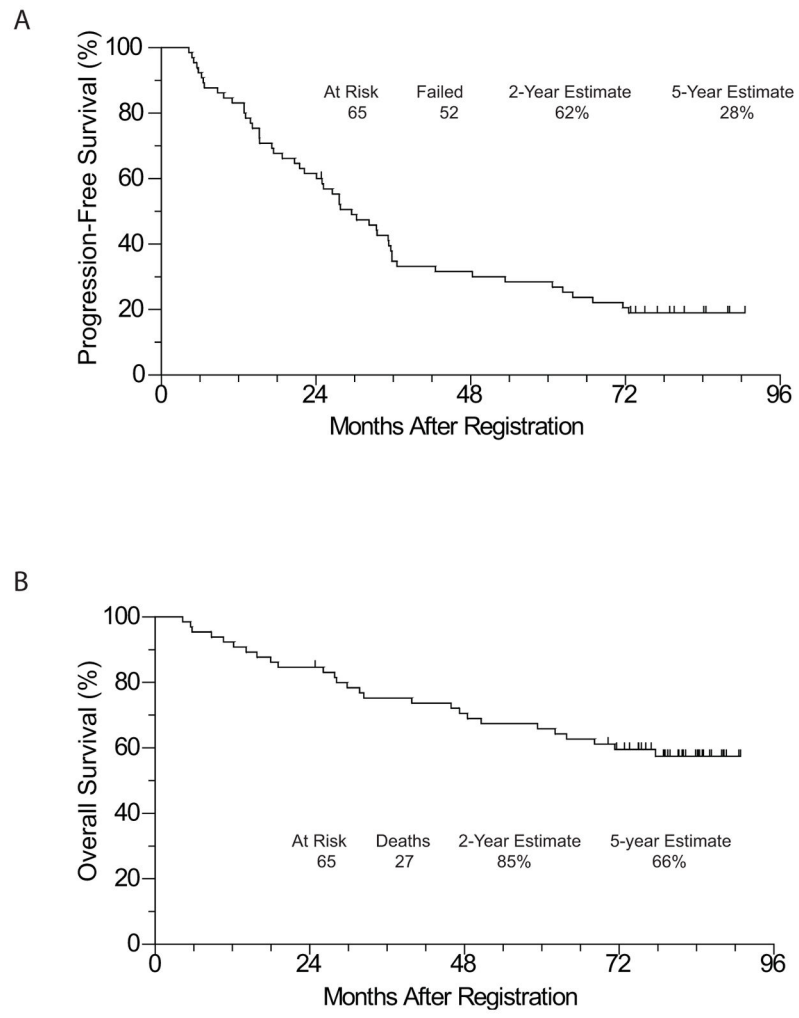 A
Progression-Free Survival (%)
100
80
60
40
20
0
At Risk Failed 2-Year Estimate 5-Year Estimate
65 52 62% 28%
0 24 48 72 96
Months After Registration
B
Overall Survival (%)
100
80
60
40
20
0
At Risk Deaths 2-Year Estimate 5-year Estimate
65 27 85% 66%
0 24 48 72 96
Months After Registration